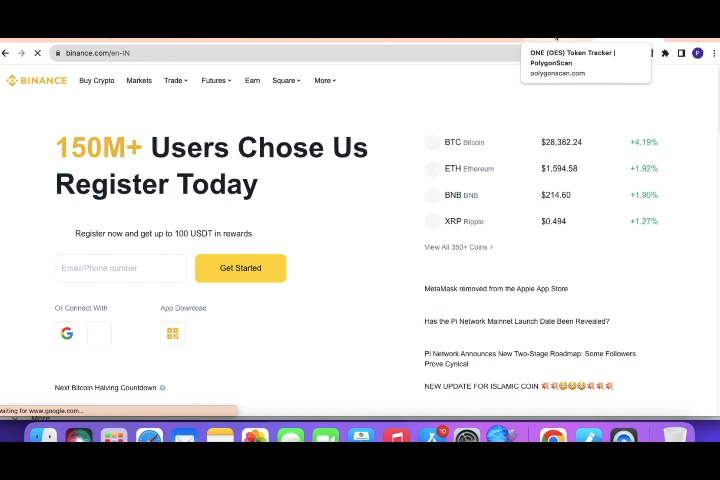 binance.com/en-IN
ONE (OES) Token Tracker |
PolygonScan
polygonscan.com
P
BINANCE
Buy Crypto
Markets
Trade
Futures
Earn
Square
More
150M+ Users Chose Us
Register Today
Register now and get up to 100 USDT in rewards
Email/Phone number
Get Started
Or Connect With
App Download
Next Bitcoin Halving Countdown
BTC Bitcoin $28,382.24 +4.19%
ETH Ethereum $1,594.58 +1.92%
BNB BNB $214.60 +1.90%
XRP Ripple $0.494 +1.27%
View All 350+ Coins
MetaMask removed from the Apple App Store
Has the Pi Network Mainnet Launch Date Been Revealed?
Pi Network Announces New Two-Stage Roadmap: Some Followers
Prove Cynical
NEW UPDATE FOR ISLAMIC COIN
Waiting for www.google.com...
10